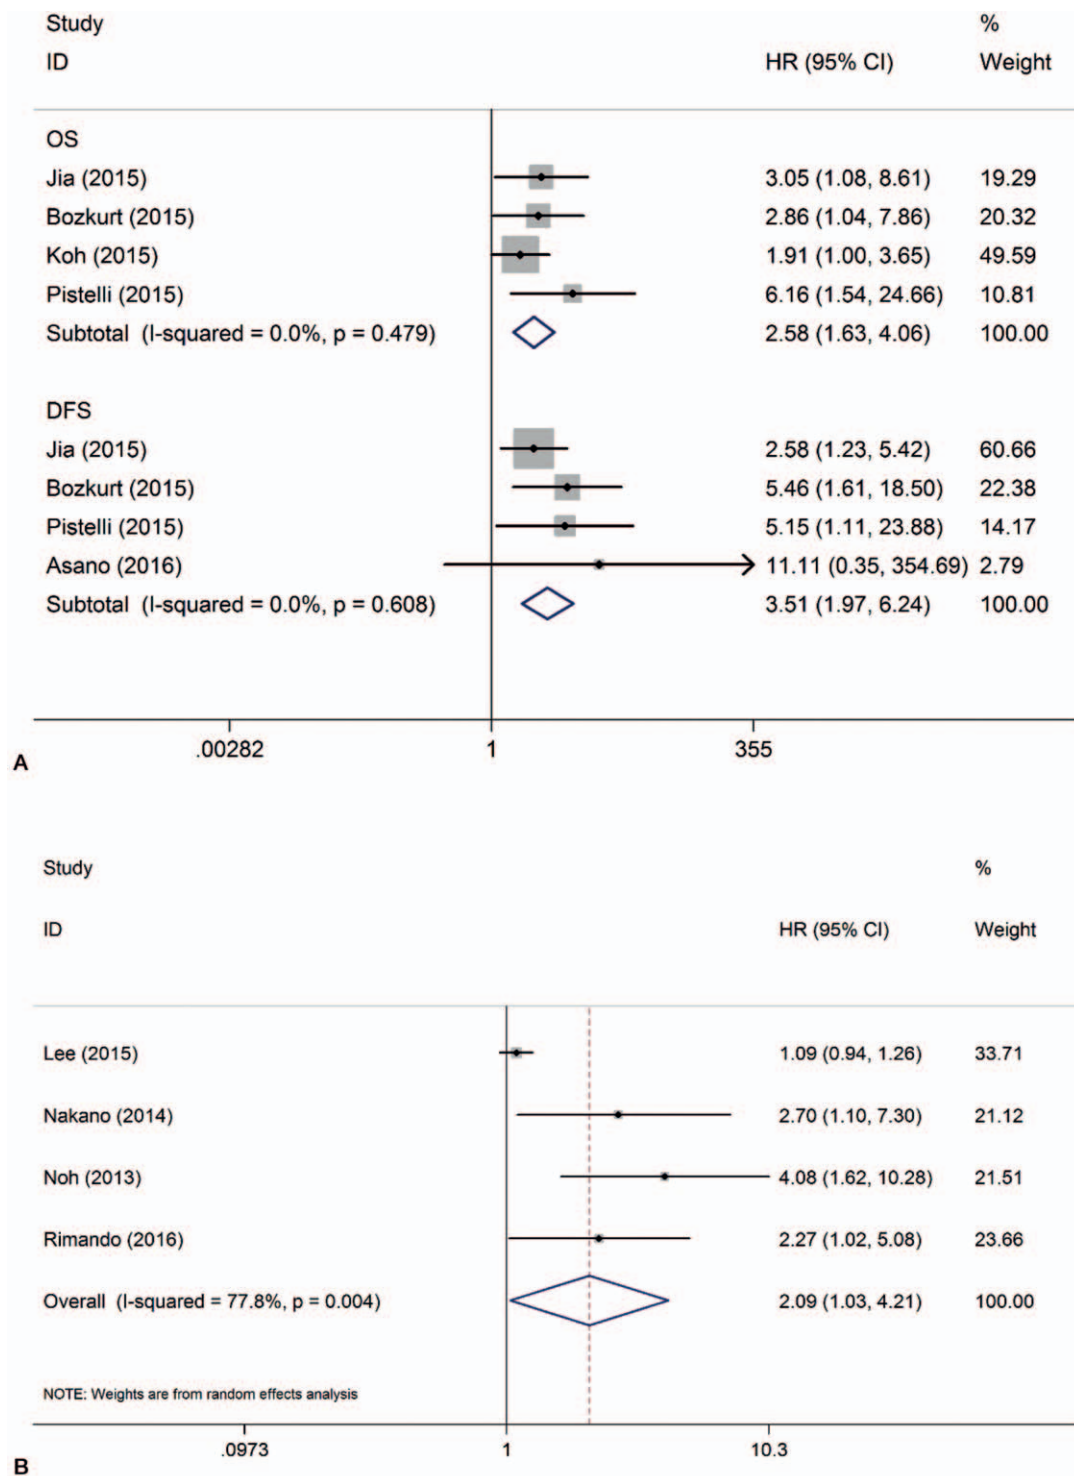 Study %
ID HR (95% CI) Weight
OS
Jia (2015) 3.05 (1.08, 8.61) 19.29
Bozkurt (2015) 2.86 (1.04, 7.86) 20.32
Koh (2015) 1.91 (1.00, 3.65) 49.59
Pistelli (2015) 6.16 (1.54, 24.66) 10.81
Subtotal (I-squared = 0.0%, p = 0.479) 2.58 (1.63, 4.06) 100.00
DFS
Jia (2015) 2.58 (1.23, 5.42) 60.66
Bozkurt (2015) 5.46 (1.61, 18.50) 22.38
Pistelli (2015) 5.15 (1.11, 23.88) 14.17
Asano (2016) 11.11 (0.35, 354.69) 2.79
Subtotal (I-squared = 0.0%, p = 0.608) 3.51 (1.97, 6.24) 100.00
.00282 1 355
A
Study %
ID HR (95% CI) Weight
Lee (2015) 1.09 (0.94, 1.26) 33.71
Nakano (2014) 2.70 (1.10, 7.30) 21.12
Noh (2013) 4.08 (1.62, 10.28) 21.51
Rimando (2016) 2.27 (1.02, 5.08) 23.66
Overall (I-squared = 77.8%, p = 0.004) 2.09 (1.03, 4.21) 100.00
NOTE: Weights are from random effects analysis
.0973 1 10.3
B